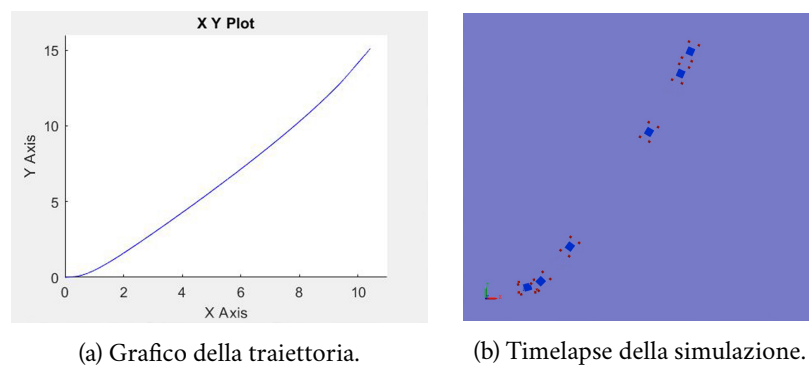 X Y Plot
15
10
5
0
Y Axis
0 2 4 6 8 10
X Axis
(a) Grafico della traiettoria.
(b) Timelapse della simulazione.